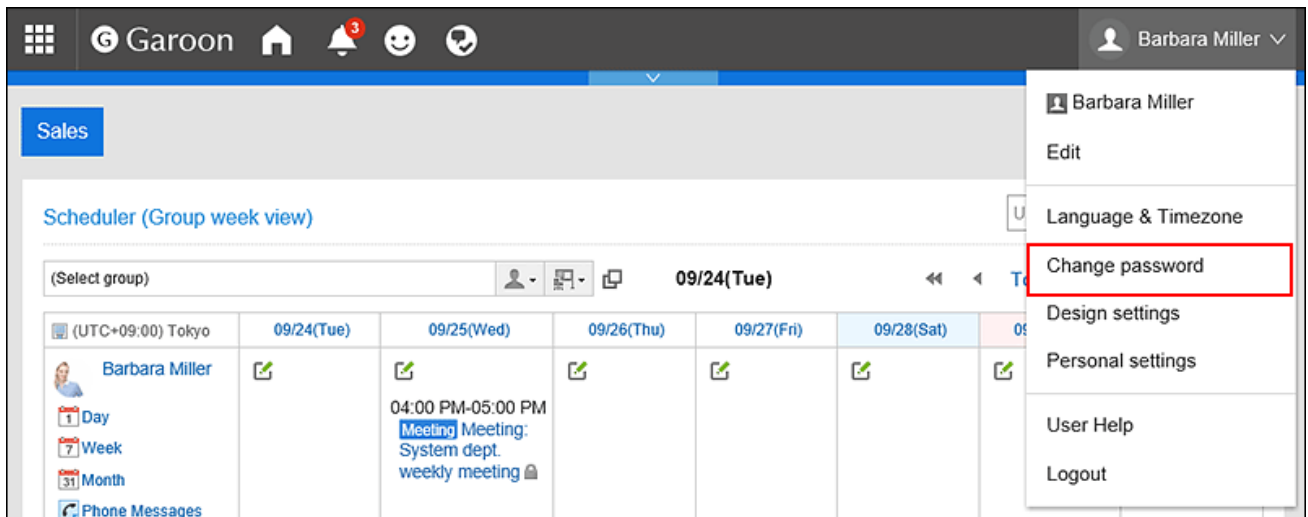 G Garoon 3 Barbara Miller
Barbara Miller
Edit
Language & Timezone
Change password
Design settings
Personal settings
User Help
Logout
Sales
Scheduler (Group week view)
(Select group) 09/24(Tue)
(UTC+09:00) Tokyo 09/24(Tue) 09/25(Wed) 09/26(Thu) 09/27(Fri) 09/28(Sat)
Barbara Miller
1 Day
7 Week
31 Month
Phone Messages
04:00 PM-05:00 PM
Meeting Meeting:
System dept.
weekly meeting